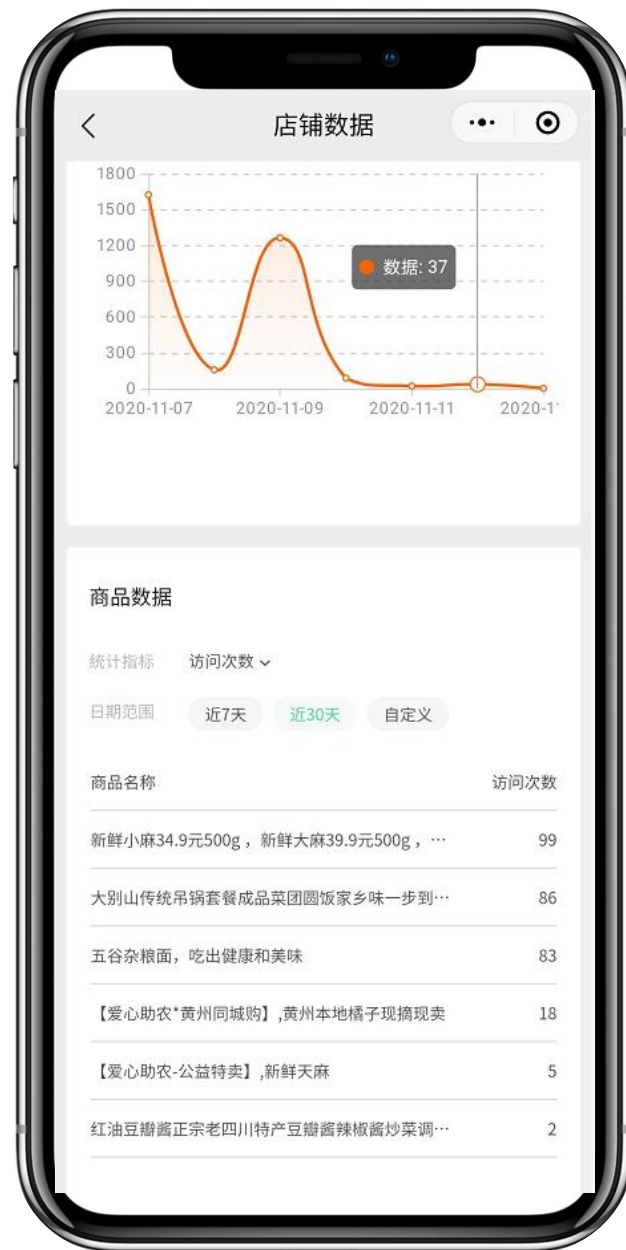 店铺数据
1800
1500
1200
900
600
300
0
数据: 37
2020-11-07 2020-11-09 2020-11-11 2020-1
商品数据
统计指标 访问次数
日期范围 近7天 近30天 自定义
商品名称 访问次数
新鲜小麻34.9元500g，新鲜大麻39.9元500g，… 99
大别山传统吊锅套餐成品菜团圆饭家乡味一步到… 86
五谷杂粮面，吃出健康和美味 83
【爱心助农*黄州同城购】,黄州本地橘子现摘现卖 18
【爱心助农-公益特卖】,新鲜天麻 5
红油豆瓣酱正宗老四川特产豆瓣酱辣椒酱炒菜调… 2